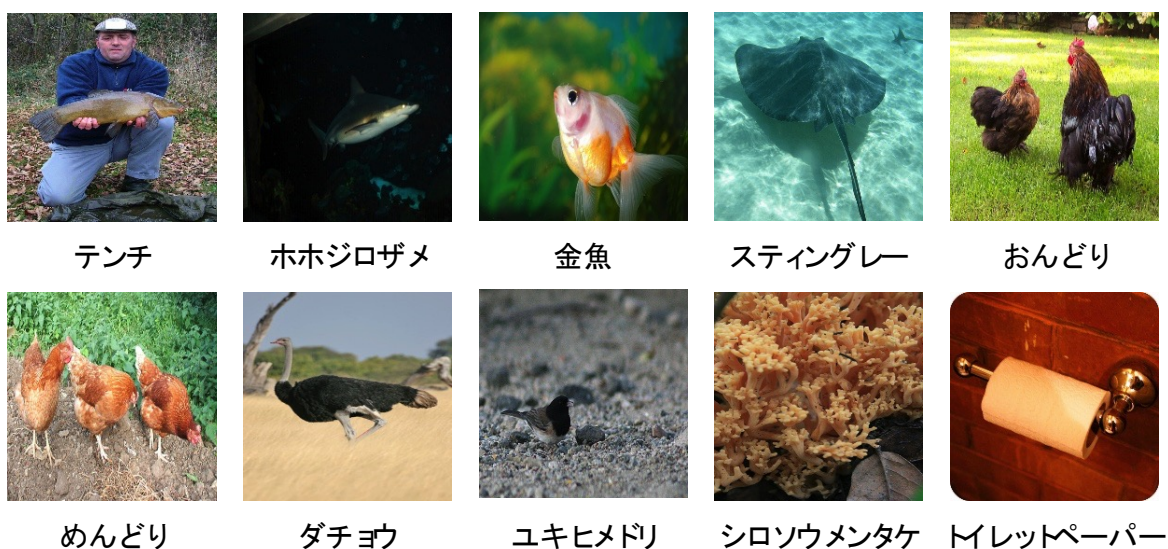 テンチ
ホホジロザメ
金魚
スティングレー
おんどり
めんどり
ダチョウ
ユキヒメドリ
シロソウメンタケ
トイレットペーパー